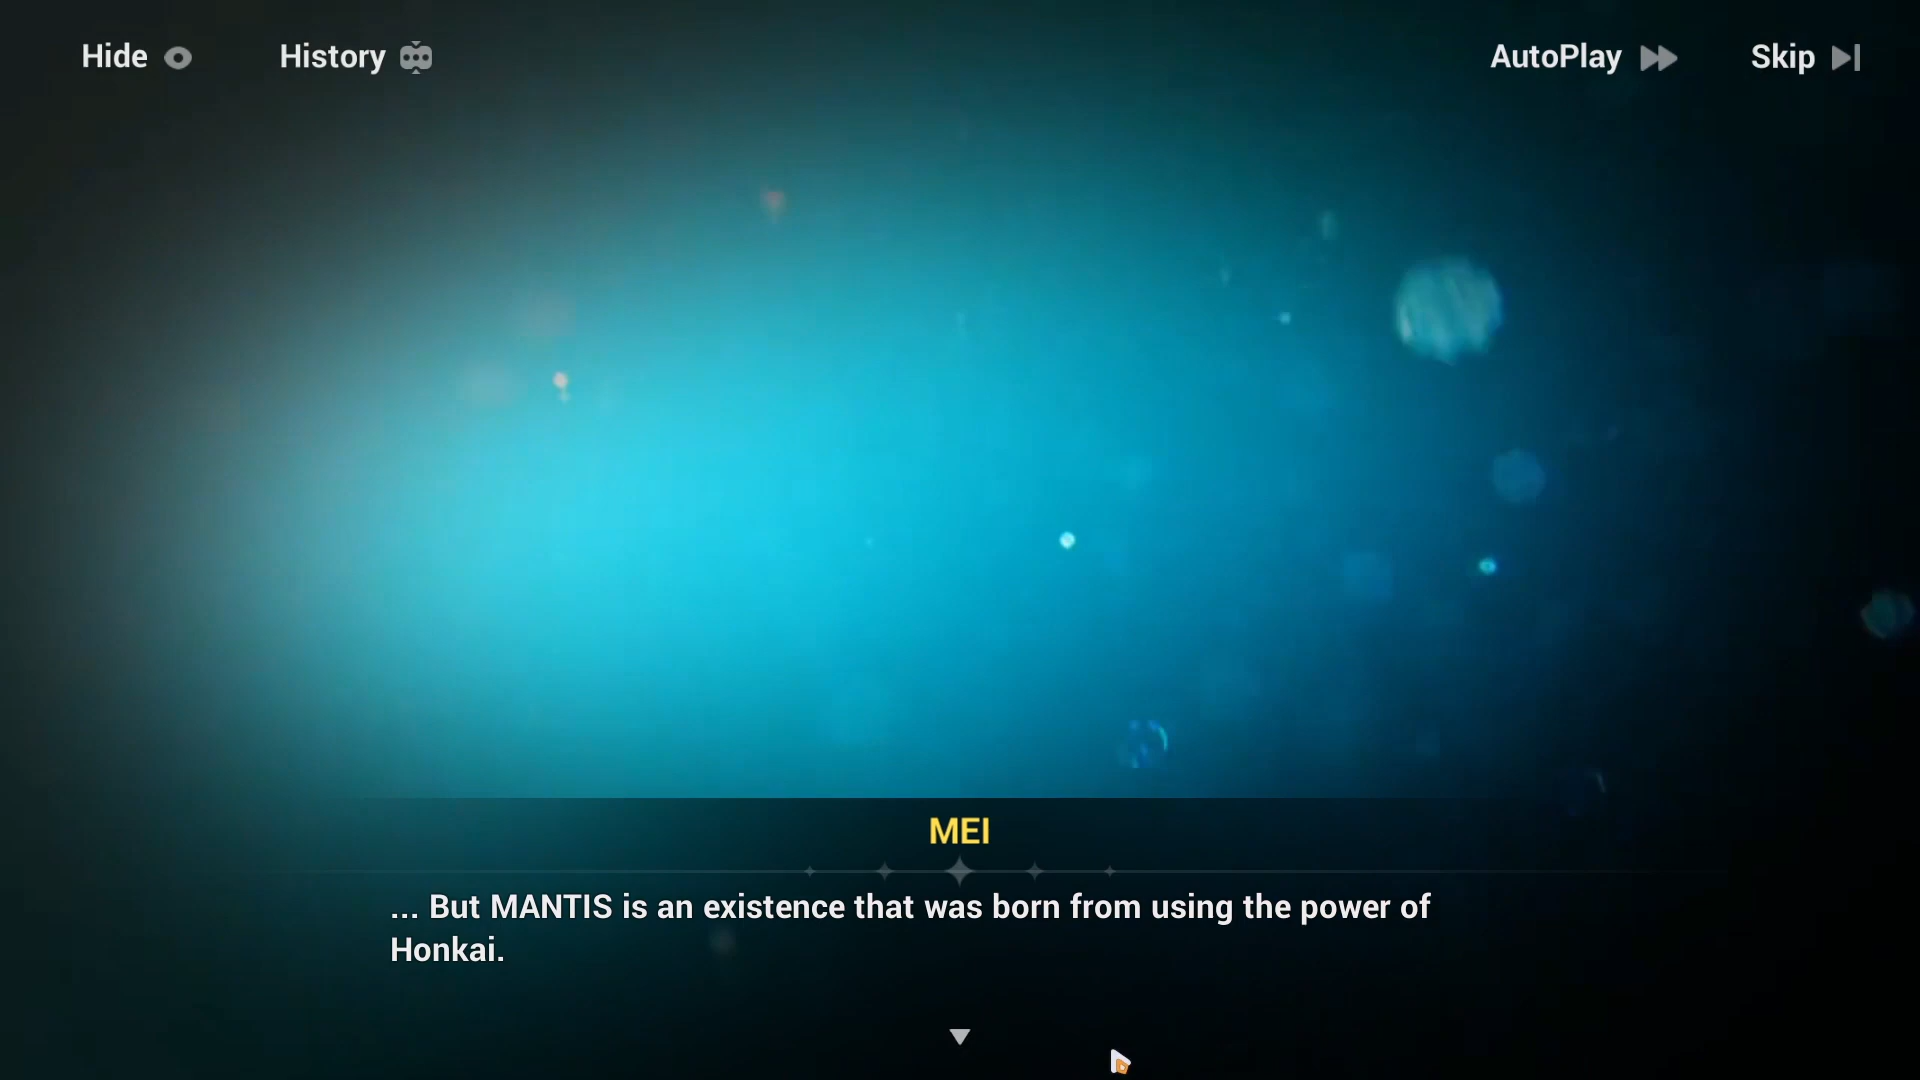 Hide
History
AutoPlay
Skip
MEI
... But MANTIS is an existence that was born from using the power of
Honkai.